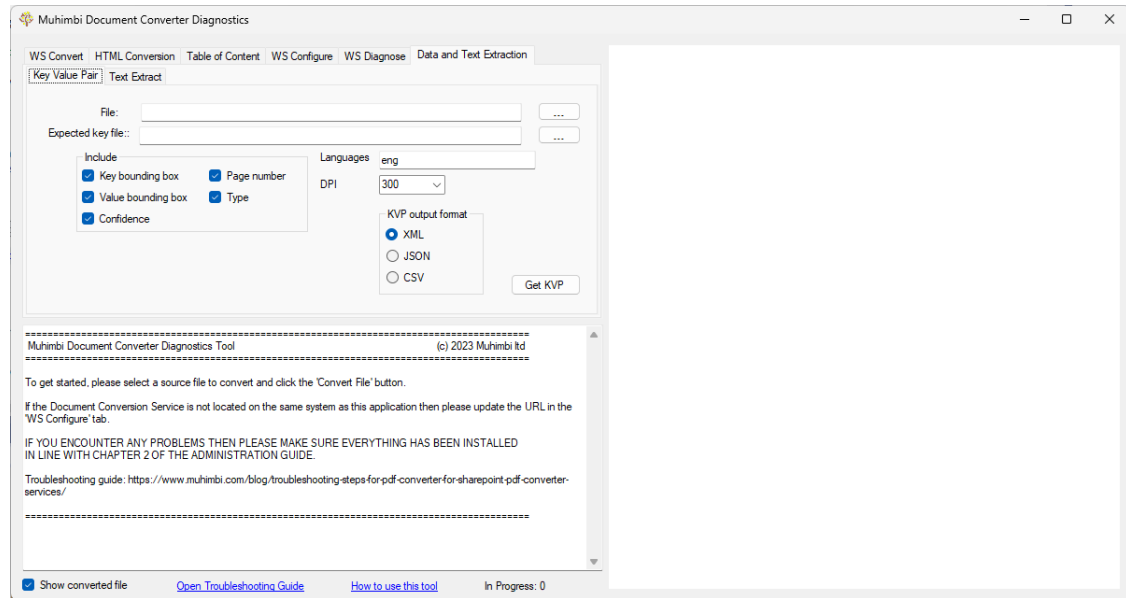 Muhimbi Document Converter Diagnostics
WS Convert HTML Conversion Table of Content WS Configure WS Diagnose Data and Text Extraction
Key Value Pair Text Extract
File: ...
Expected key file:: ...
Include
Key bounding box Page number
Value bounding box Type
Confidence
Languages eng
DPI 300
KVP output format
XML
JSON
CSV
Get KVP
==========================================================================================
Muhimbi Document Converter Diagnostics Tool (c) 2023 Muhimbi ltd
==========================================================================================
To get started, please select a source file to convert and click the 'Convert File' button.
If the Document Conversion Service is not located on the same system as this application then please update the URL in the
'WS Configure' tab.
IF YOU ENCOUNTER ANY PROBLEMS THEN PLEASE MAKE SURE EVERYTHING HAS BEEN INSTALLED
IN LINE WITH CHAPTER 2 OF THE ADMINISTRATION GUIDE.
Troubleshooting guide: https://www.muhimbi.com/blog/troubleshooting-steps-for-pdf-converter-for-sharepoint-pdf-converter-
services/
==========================================================================================
Show converted file Open Troubleshooting Guide How to use this tool In Progress: 0